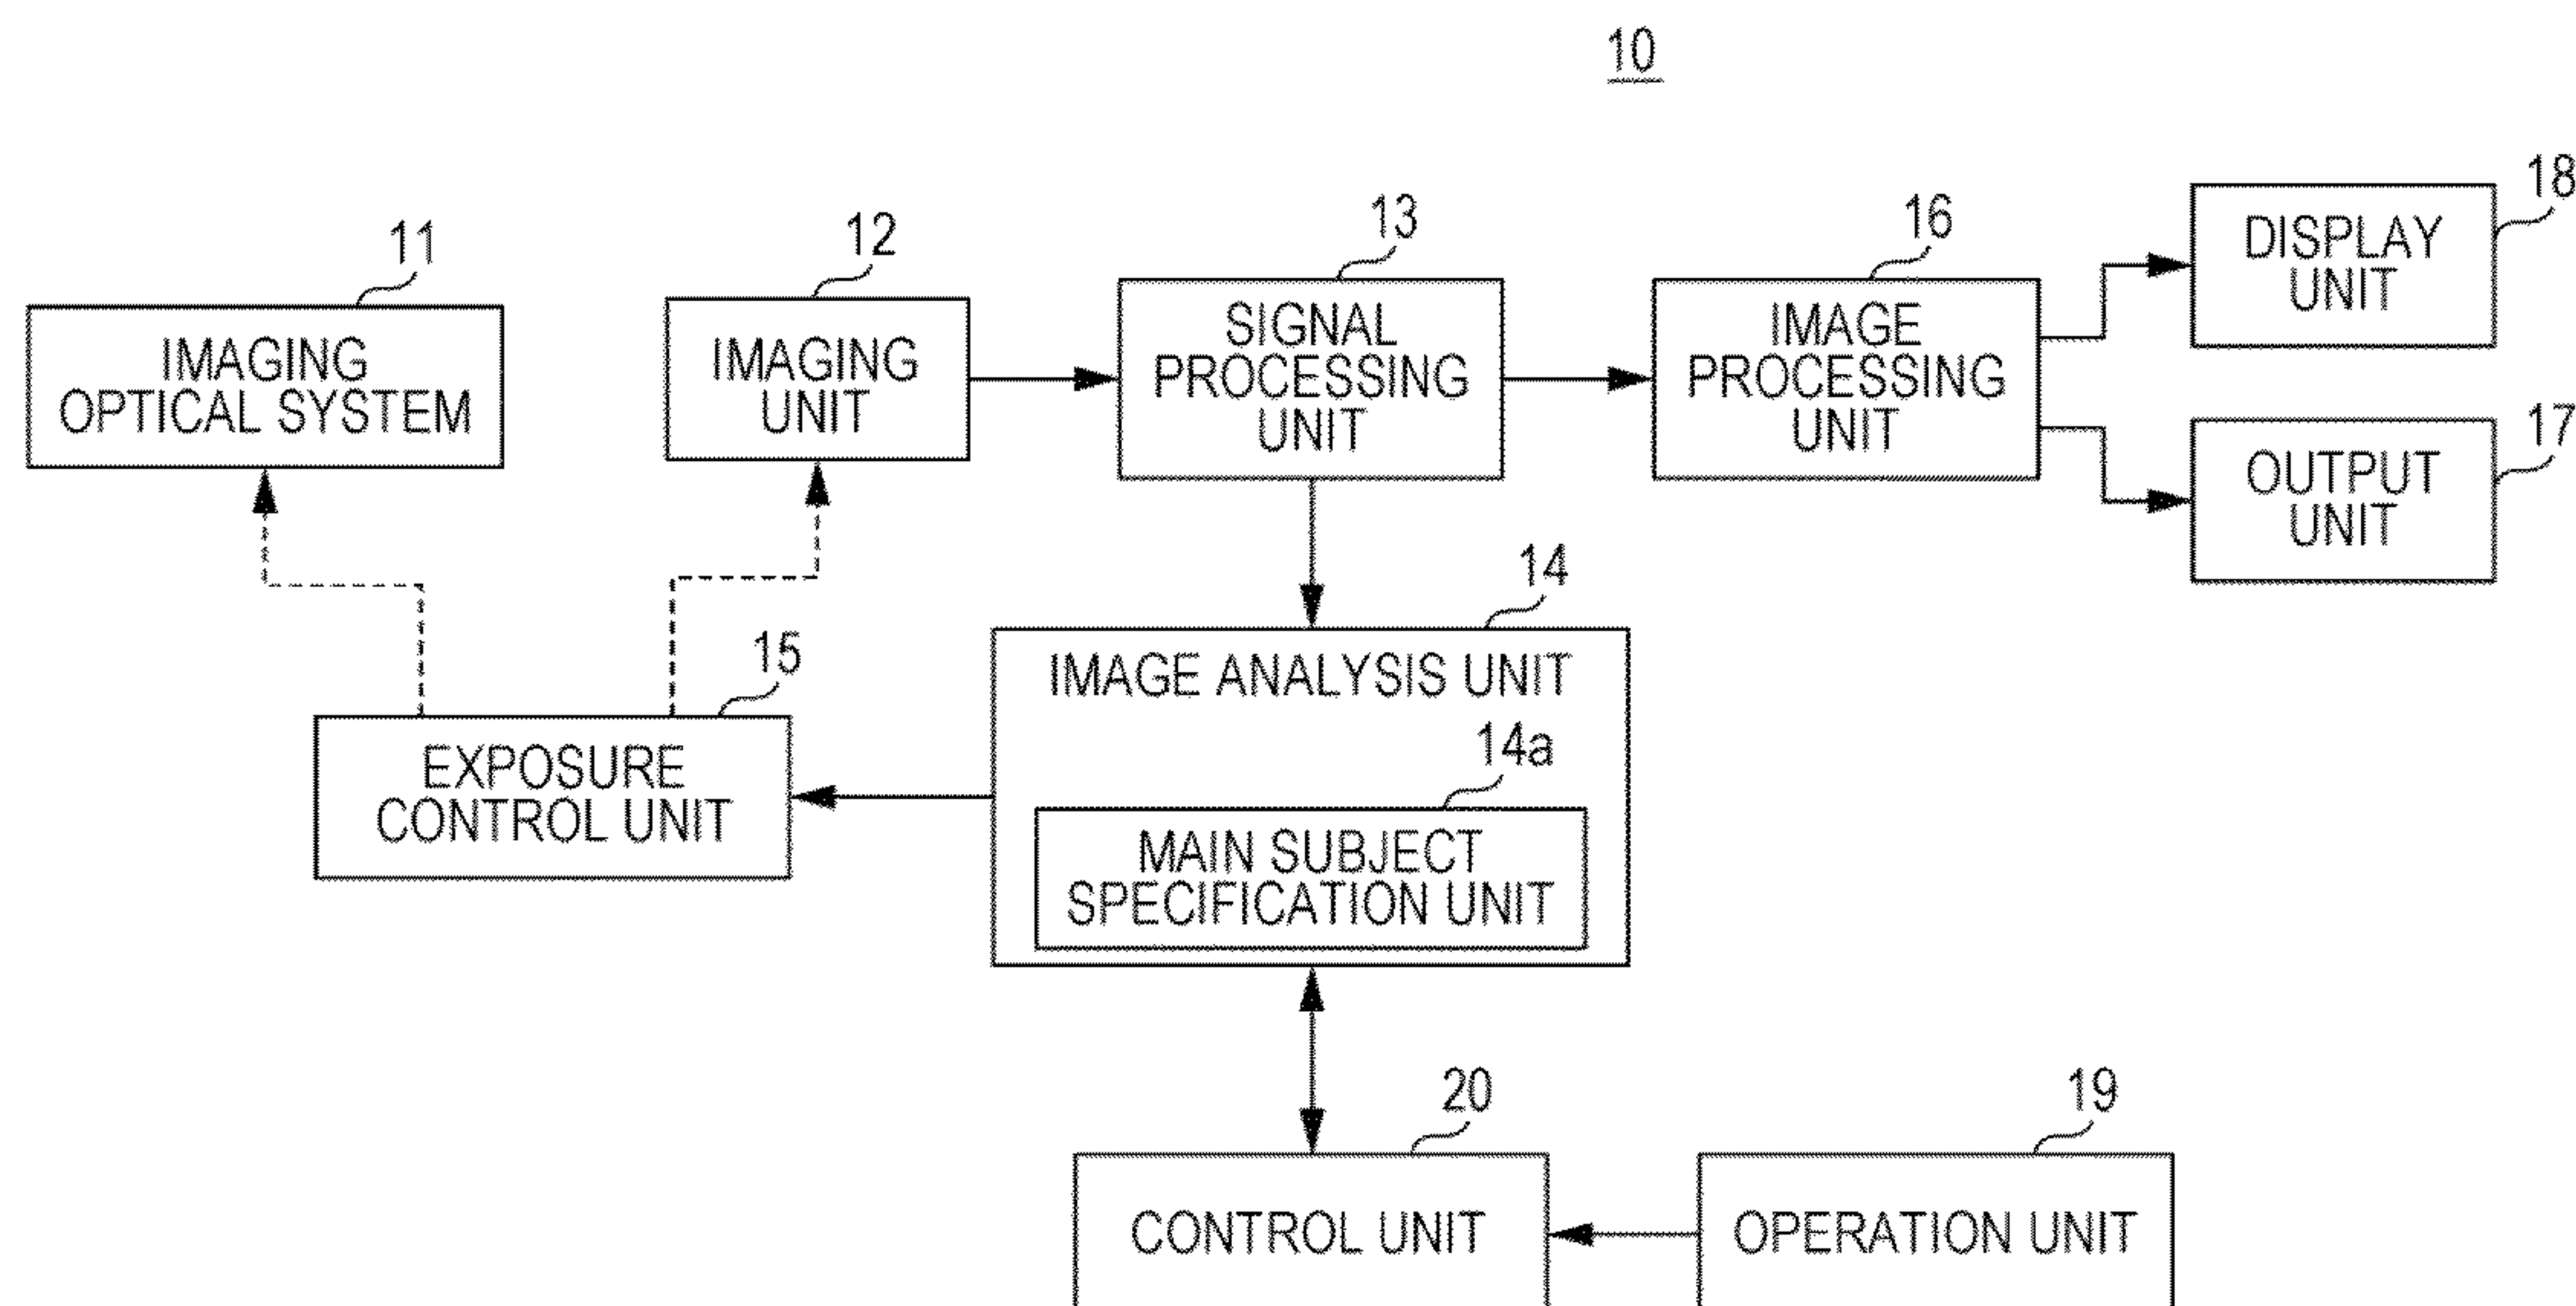 10
11
IMAGING
OPTICAL SYSTEM
12
IMAGING
UNIT
13
SIGNAL
PROCESSING
UNIT
16
IMAGE
PROCESSING
UNIT
18
DISPLAY
UNIT
17
OUTPUT
UNIT
14
IMAGE ANALYSIS UNIT
14a
MAIN SUBJECT
SPECIFICATION UNIT
15
EXPOSURE
CONTROL UNIT
20
CONTROL UNIT
19
OPERATION UNIT